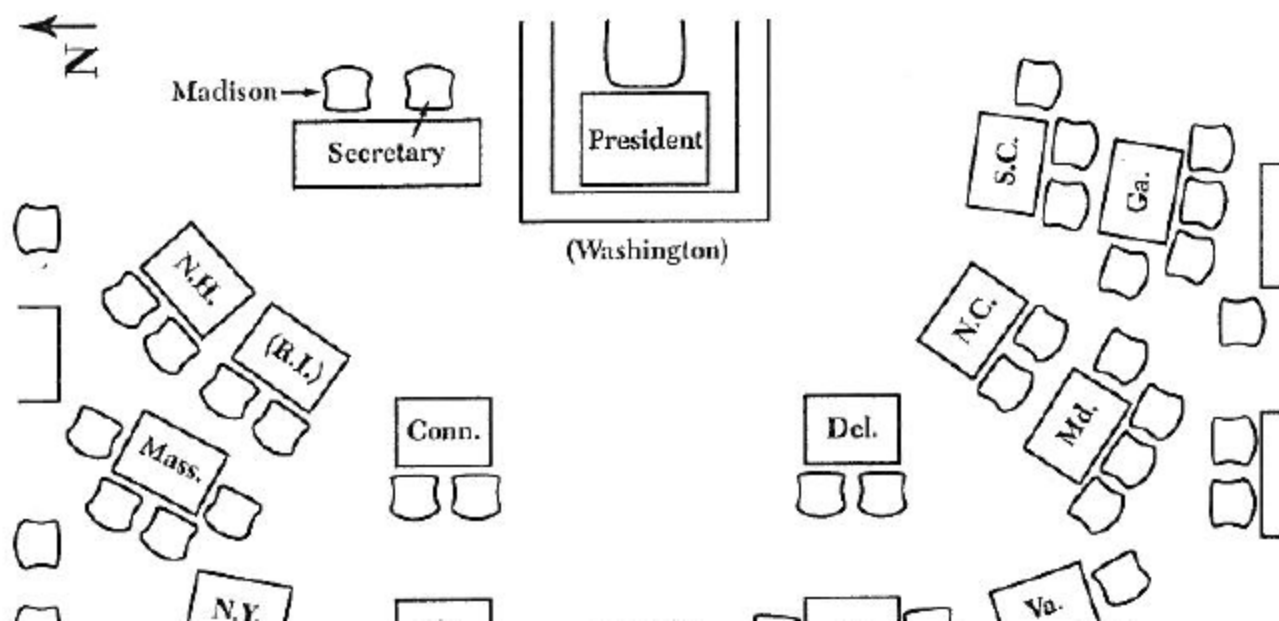 N
Madison
Secretary
President
(Washington)
S.C.
Ga.
N.H.
(R.I.)
N.C.
Mass.
Conn.
Del.
Md.
N.Y.
Va.